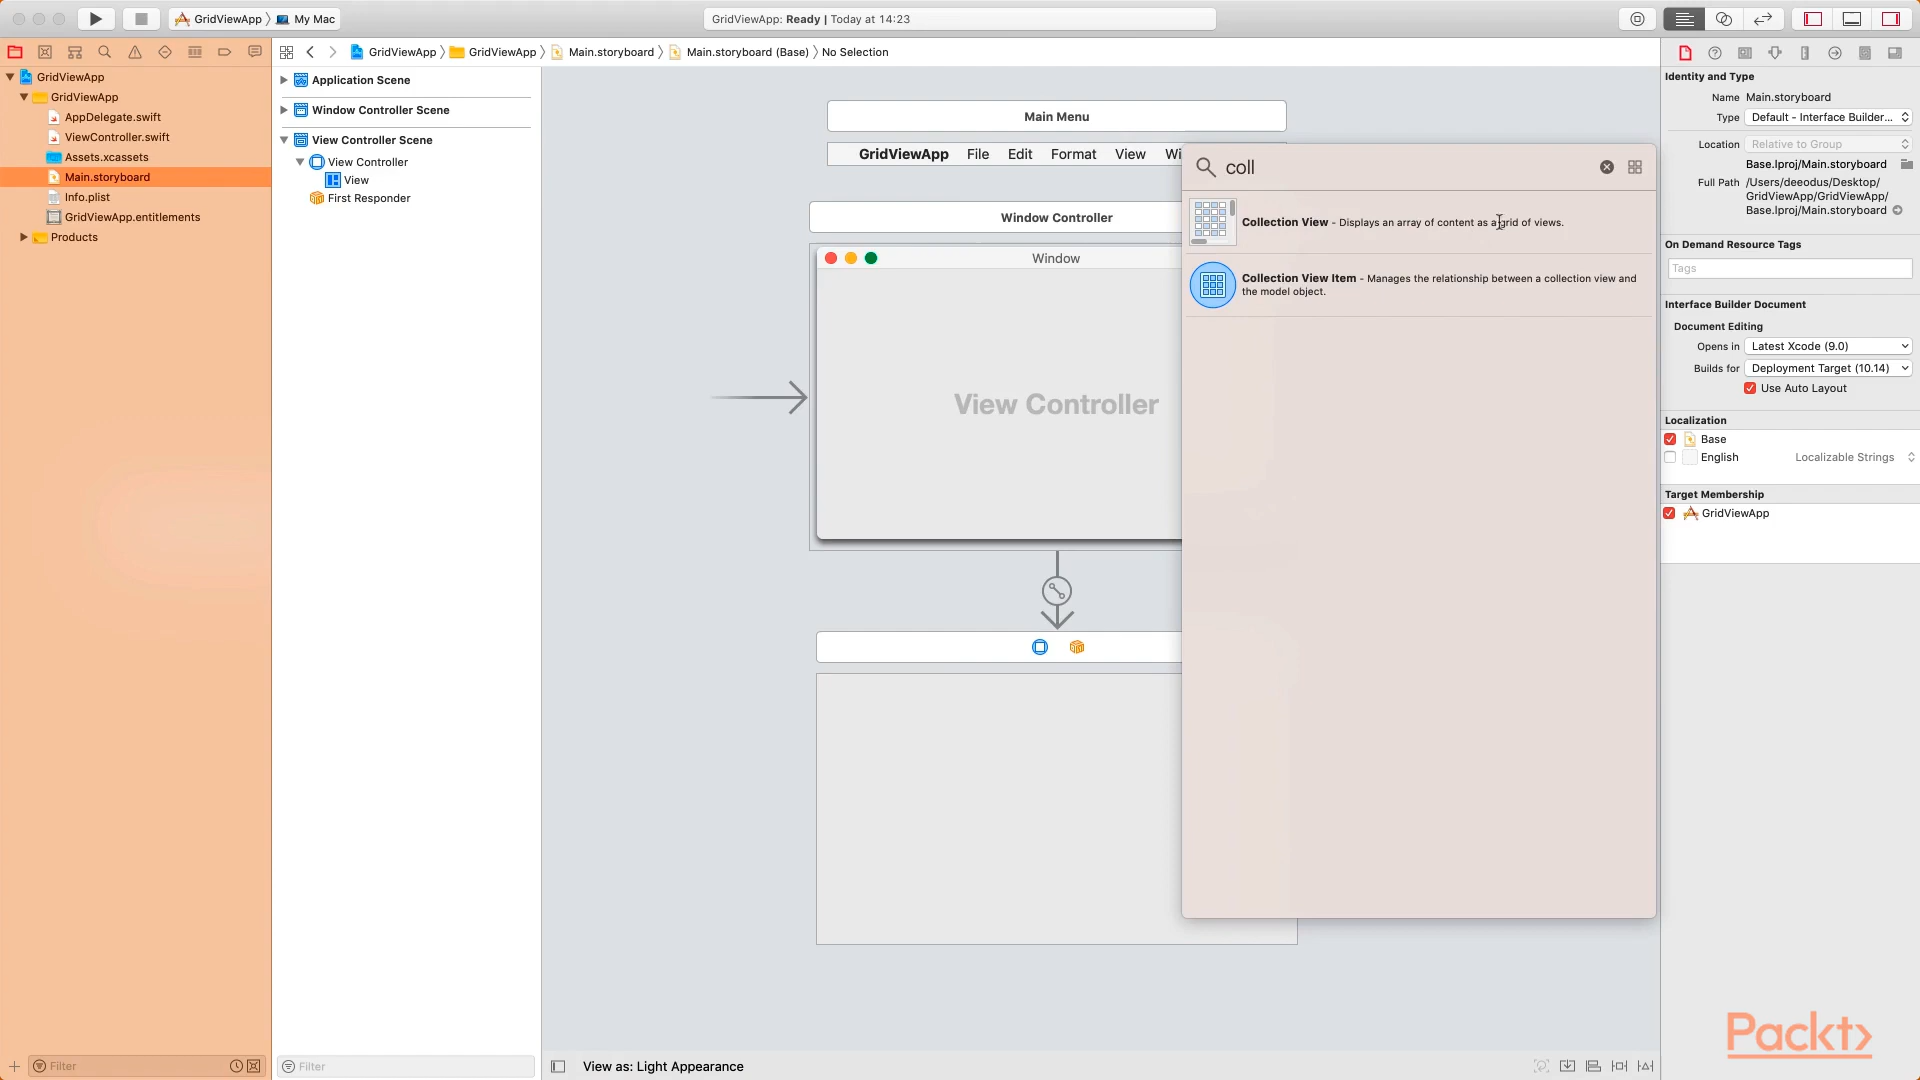 GridViewApp
My Mac
GridViewApp: Ready | Today at 14:23
GridViewApp
GridViewApp
Main.storyboard
Main.storyboard (Base)
No Selection
GridViewApp
GridViewApp
AppDelegate.swift
ViewController.swift
Assets.xcassets
Main.storyboard
Info.plist
GridViewApp.entitlements
Products
Filter
Application Scene
Window Controller Scene
View Controller Scene
View Controller
View
First Responder
Filter
Main Menu
GridViewApp File Edit Format View Wi
Window Controller
Window
View Controller
View as: Light Appearance
coll
Collection View - Displays an array of content as a grid of views.
Collection View Item - Manages the relationship between a collection view and
the model object.
Identity and Type
Name Main.storyboard
Type Default - Interface Builder...
Location Relative to Group
Base.lproj/Main.storyboard
Full Path /Users/deeodus/Desktop/
GridViewApp/GridViewApp/
Base.lproj/Main.storyboard
On Demand Resource Tags
Tags
Interface Builder Document
Document Editing
Opens in Latest Xcode (9.0)
Builds for Deployment Target (10.14)
Use Auto Layout
Localization
Base
English Localizable Strings
Target Membership
GridViewApp
Packt>